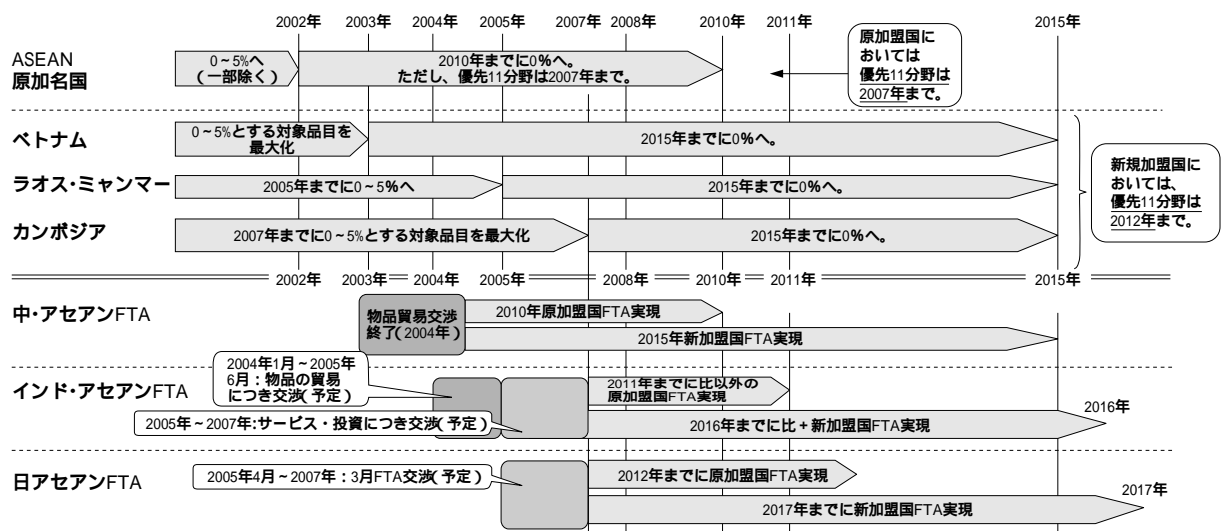 2002年 2003年 2004年 2005年 2007年 2008年 2010年 2011年 2015年
ASEAN
原加名国
0～5%へ
(一部除く)
2010年までに0%へ。
ただし、優先11分野は2007年まで。
原加盟国に
おいては
優先11分野は
2007年まで。
ベトナム
0～5%とする対象品目を
最大化
2015年までに0%へ。
ラオス・ミャンマー
2005年までに0～5%へ
2015年までに0%へ。
カンボジア
2007年までに0～5%とする対象品目を最大化
2015年までに0%へ。
新規加盟国に
おいては、
優先11分野は
2012年まで。
2002年 2003年 2004年 2005年 2007年 2008年 2010年 2011年 2015年
中・アセアンFTA
物品貿易交渉
終了(2004年)
2010年原加盟国FTA実現
2015年新加盟国FTA実現
インド・アセアンFTA
2004年1月～2005年
6月：物品の貿易
につき交渉(予定)
2005年～2007年:サービス・投資につき交渉(予定)
2011年までに比以外の
原加盟国FTA実現
2016年までに比＋新加盟国FTA実現
2016年
日アセアンFTA
2005年4月～2007年：3月FTA交渉(予定)
2012年までに原加盟国FTA実現
2017年までに新加盟国FTA実現
2017年